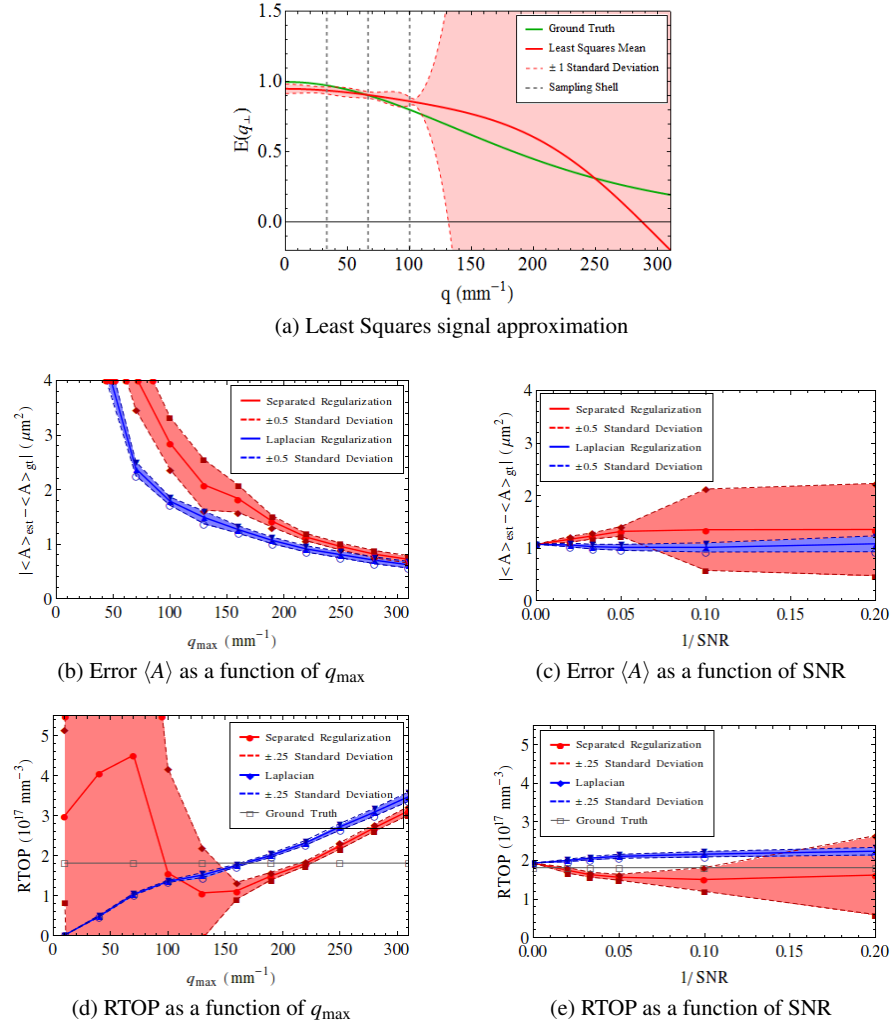 1.5
1.0
0.5
0.0
E(q⊥)
Ground Truth
Least Squares Mean
± 1 Standard Deviation
Sampling Shell
0 50 100 150 200 250 300
q (mm⁻¹)
(a) Least Squares signal approximation
4
3
2
1
0
|<A>est−<A>gt| (μm²)
Separated Regularization
±0.5 Standard Deviation
Laplacian Regularization
±0.5 Standard Deviation
0 50 100 150 200 250 300
qmax (mm⁻¹)
(b) Error ⟨A⟩ as a function of qmax
4
3
2
1
0
|<A>est−<A>gt| (μm²)
Separated Regularization
±0.5 Standard Deviation
Laplacian Regularization
±0.5 Standard Deviation
0.00 0.05 0.10 0.15 0.20
1/SNR
(c) Error ⟨A⟩ as a function of SNR
5
4
3
2
1
0
RTOP (10¹⁷ mm⁻³)
Separated Regularization
±.25 Standard Deviation
Laplacian
±.25 Standard Deviation
Ground Truth
0 50 100 150 200 250 300
qmax (mm⁻¹)
(d) RTOP as a function of qmax
5
4
3
2
1
0
RTOP (10¹⁷ mm⁻³)
Separated Regularization
±.25 Standard Deviation
Laplacian
±.25 Standard Deviation
Ground Truth
0.00 0.05 0.10 0.15 0.20
1/SNR
(e) RTOP as a function of SNR